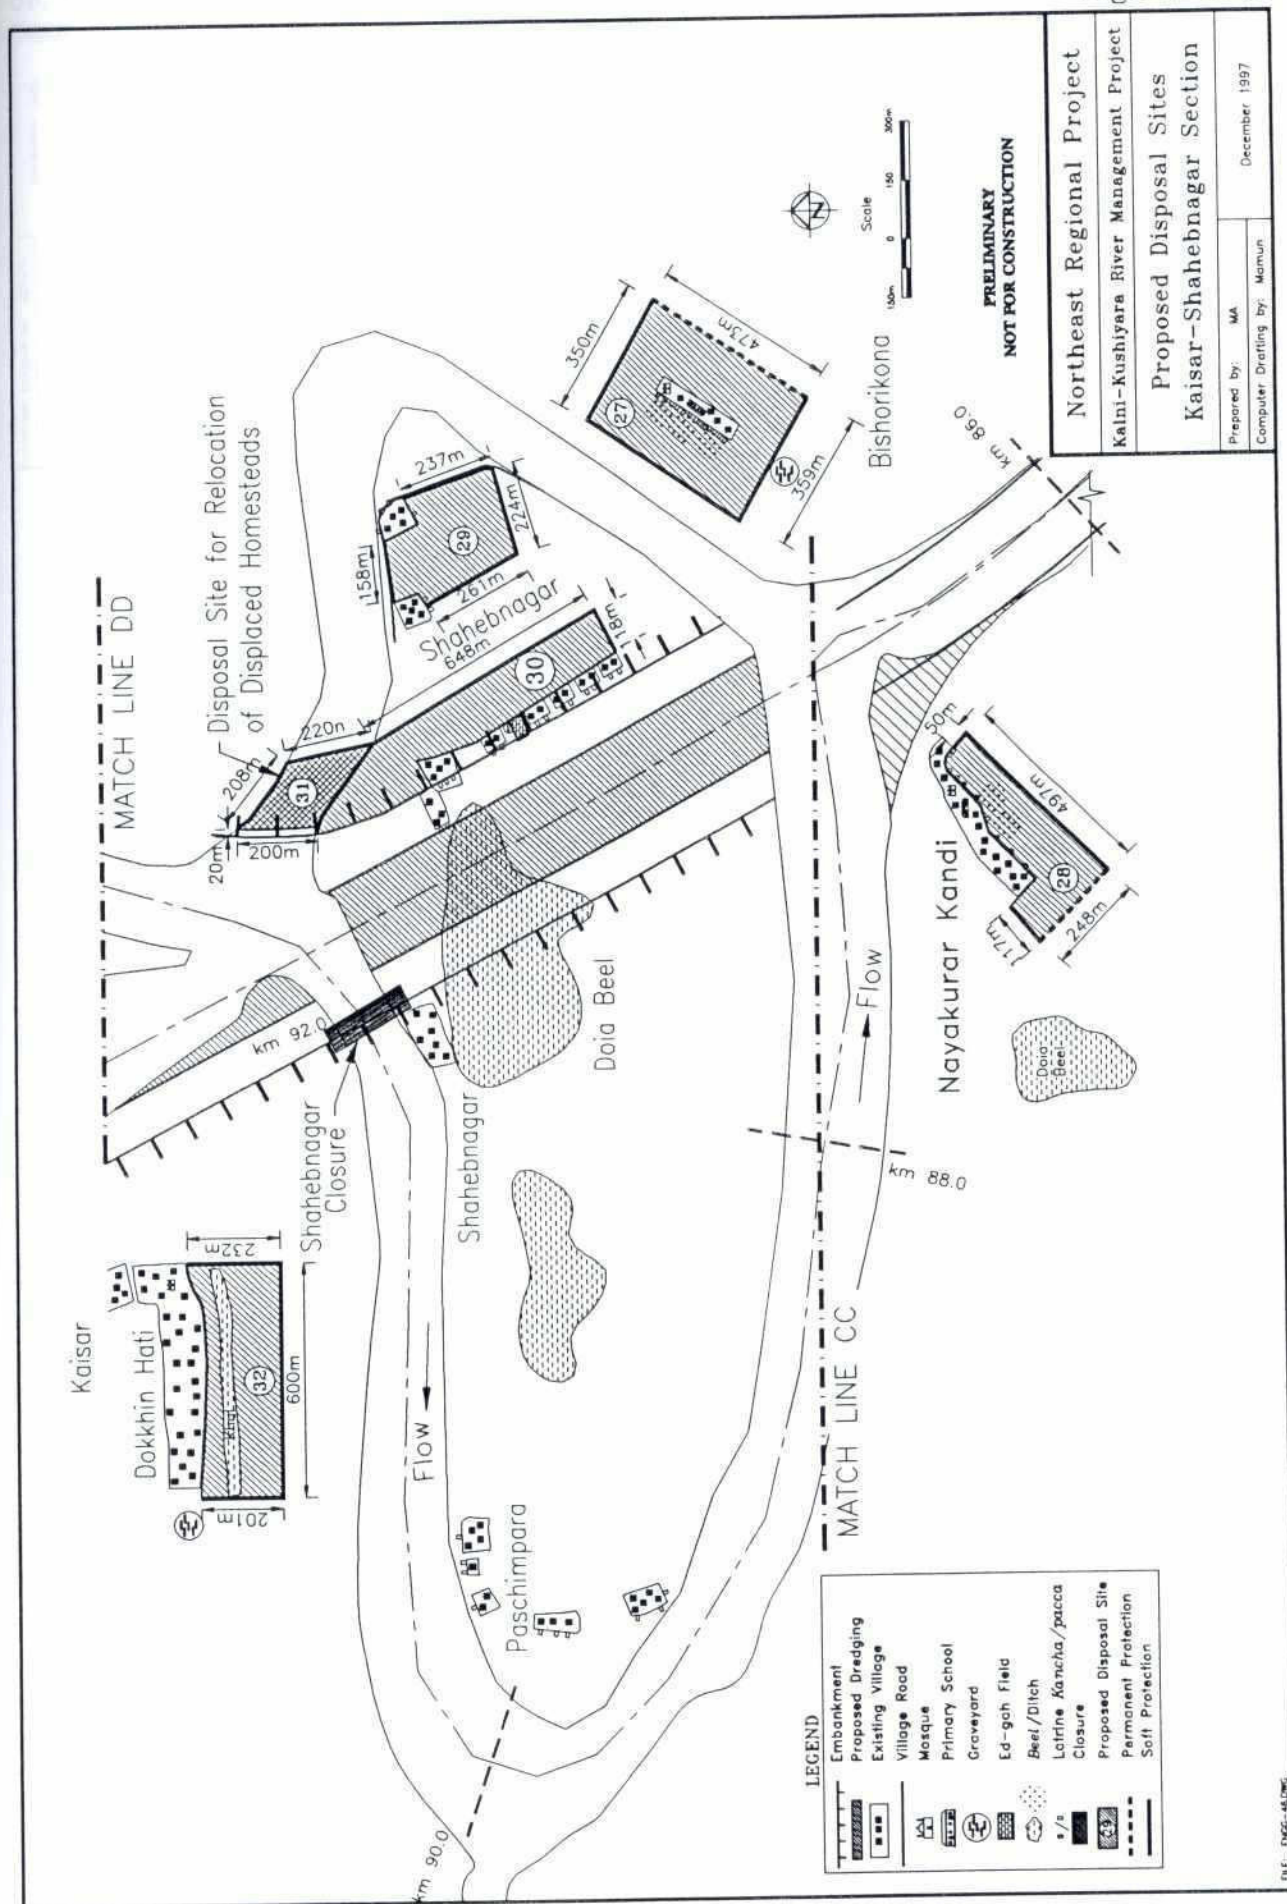 MATCH LINE DD
Disposal Site for Relocation
of Displaced Homesteads
Kaisar
Dokkhin Hati
Khal
32
232m
201m
600m
Shahebnagar
Closure
km 92.0
20m
208m
220n
200m
31
Shahebnagar
648m
30
118m
158m
237m
29
224m
261m
350m
473m
27
359m
Bishorikona
km 86.0
Flow
Shahebnagar
Doia Beel
Paschimpara
km 90.0
MATCH LINE CC
km 88.0
Flow
Nayakurar Kandi
50m
497m
28
248m
117m
Doia
Beel
N
Scale
150m 0 150 300m
PRELIMINARY
NOT FOR CONSTRUCTION
LEGEND
Embankment
Proposed Dredging
Existing Village
Village Road
Mosque
Primary School
Graveyard
Ed-gah Field
Beel/Ditch
Latrine Kancha/pacca
Closure
Proposed Disposal Site
Permanent Protection
Soft Protection
Northeast Regional Project
Kalni-Kushiyara River Management Project
Proposed Disposal Sites
Kaisar-Shahebnagar Section
Prepared by: MA
Computer Drafting by: Mamun
December 1997